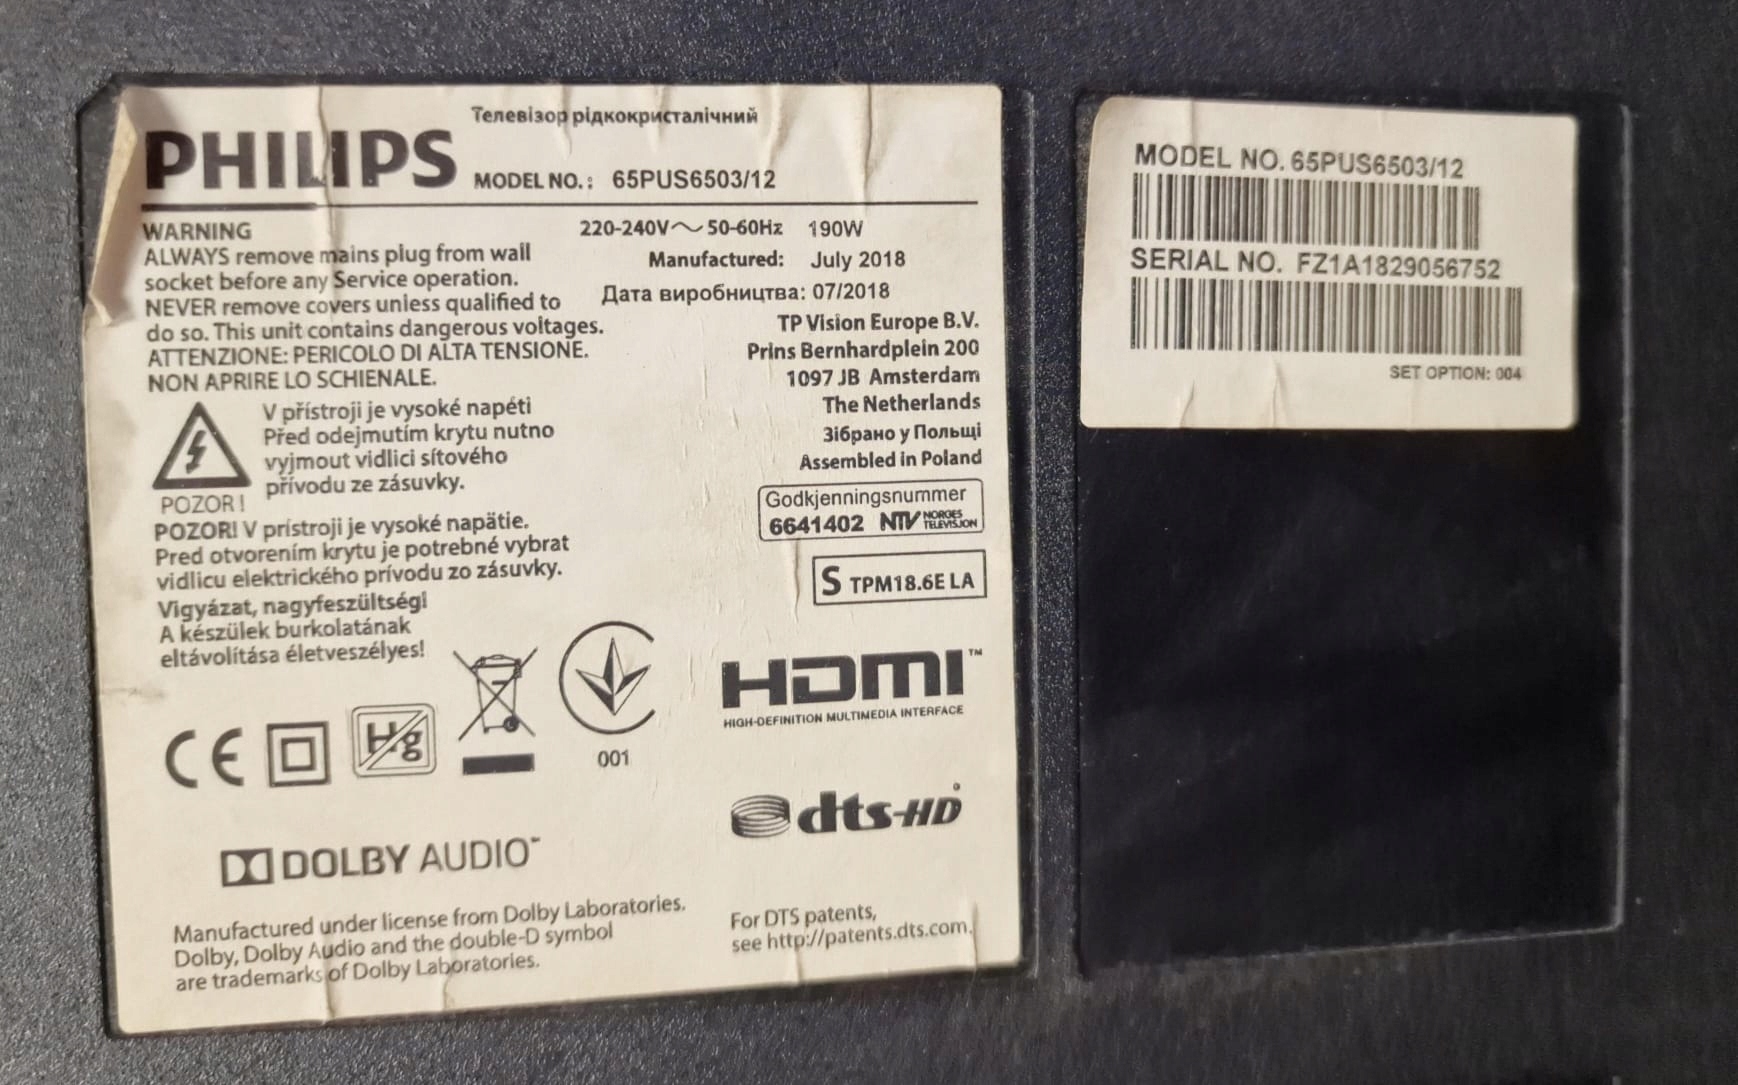 Телевізор рідкокристалічний
PHILIPS
MODEL NO.: 65PUS6503/12
WARNING
ALWAYS remove mains plug from wall
socket before any Service operation.
NEVER remove covers unless qualified to
do so. This unit contains dangerous voltages.
ATTENZIONE: PERICOLO DI ALTA TENSIONE.
NON APRIRE LO SCHIENALE.
V přístroji je vysoké napěti
Před odejmutím krytu nutno
vyjmout vidlici sítového
přívodu ze zásuvky.
POZOR!
POZOR! V prístroji je vysoké napätie.
Pred otvorením krytu je potrebné vybrat
vidlicu elektrického prívodu zo zásuvky.
Vigyázat, nagyfeszültségi
A készülek burkolatának
eltávolítása életveszélyes!
220-240V~ 50-60Hz 190W
Manufactured: July 2018
Дата виробництва: 07/2018
TP Vision Europe B.V.
Prins Bernhardplein 200
1097 JB Amsterdam
The Netherlands
Зібрано у Польщі
Assembled in Poland
Godkjenningsnummer
6641402 NTV NORGES TELEVISJON
S TPM18.6E LA
CE
Hg
001
HDMI™
HIGH-DEFINITION MULTIMEDIA INTERFACE
dts-HD
DOLBY AUDIO™
Manufactured under license from Dolby Laboratories.
Dolby, Dolby Audio and the double-D symbol
are trademarks of Dolby Laboratories.
For DTS patents,
see http://patents.dts.com.
MODEL NO. 65PUS6503/12
SERIAL NO. FZ1A1829056752
SET OPTION: 004